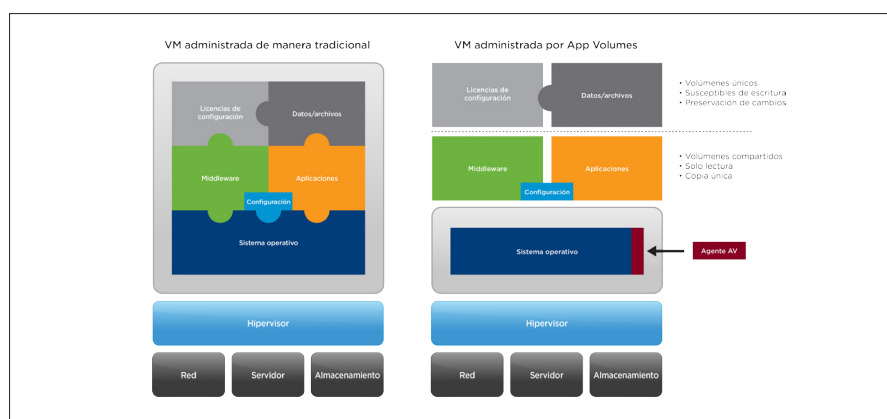 VM administrada de manera tradicional
Licencias de
configuración
Datos/archivos
Middleware
Aplicaciones
Configuración
Sistema operativo
Hipervisor
Red
Servidor
Almacenamiento
VM administrada por App Volumes
Licencias de
configuración
Datos/archivos
• Volúmenes únicos
• Susceptibles de escritura
• Preservación de cambios
Middleware
Aplicaciones
Configuración
• Volúmenes compartidos
• Solo lectura
• Copia única
Sistema operativo
Agente AV
Hipervisor
Red
Servidor
Almacenamiento